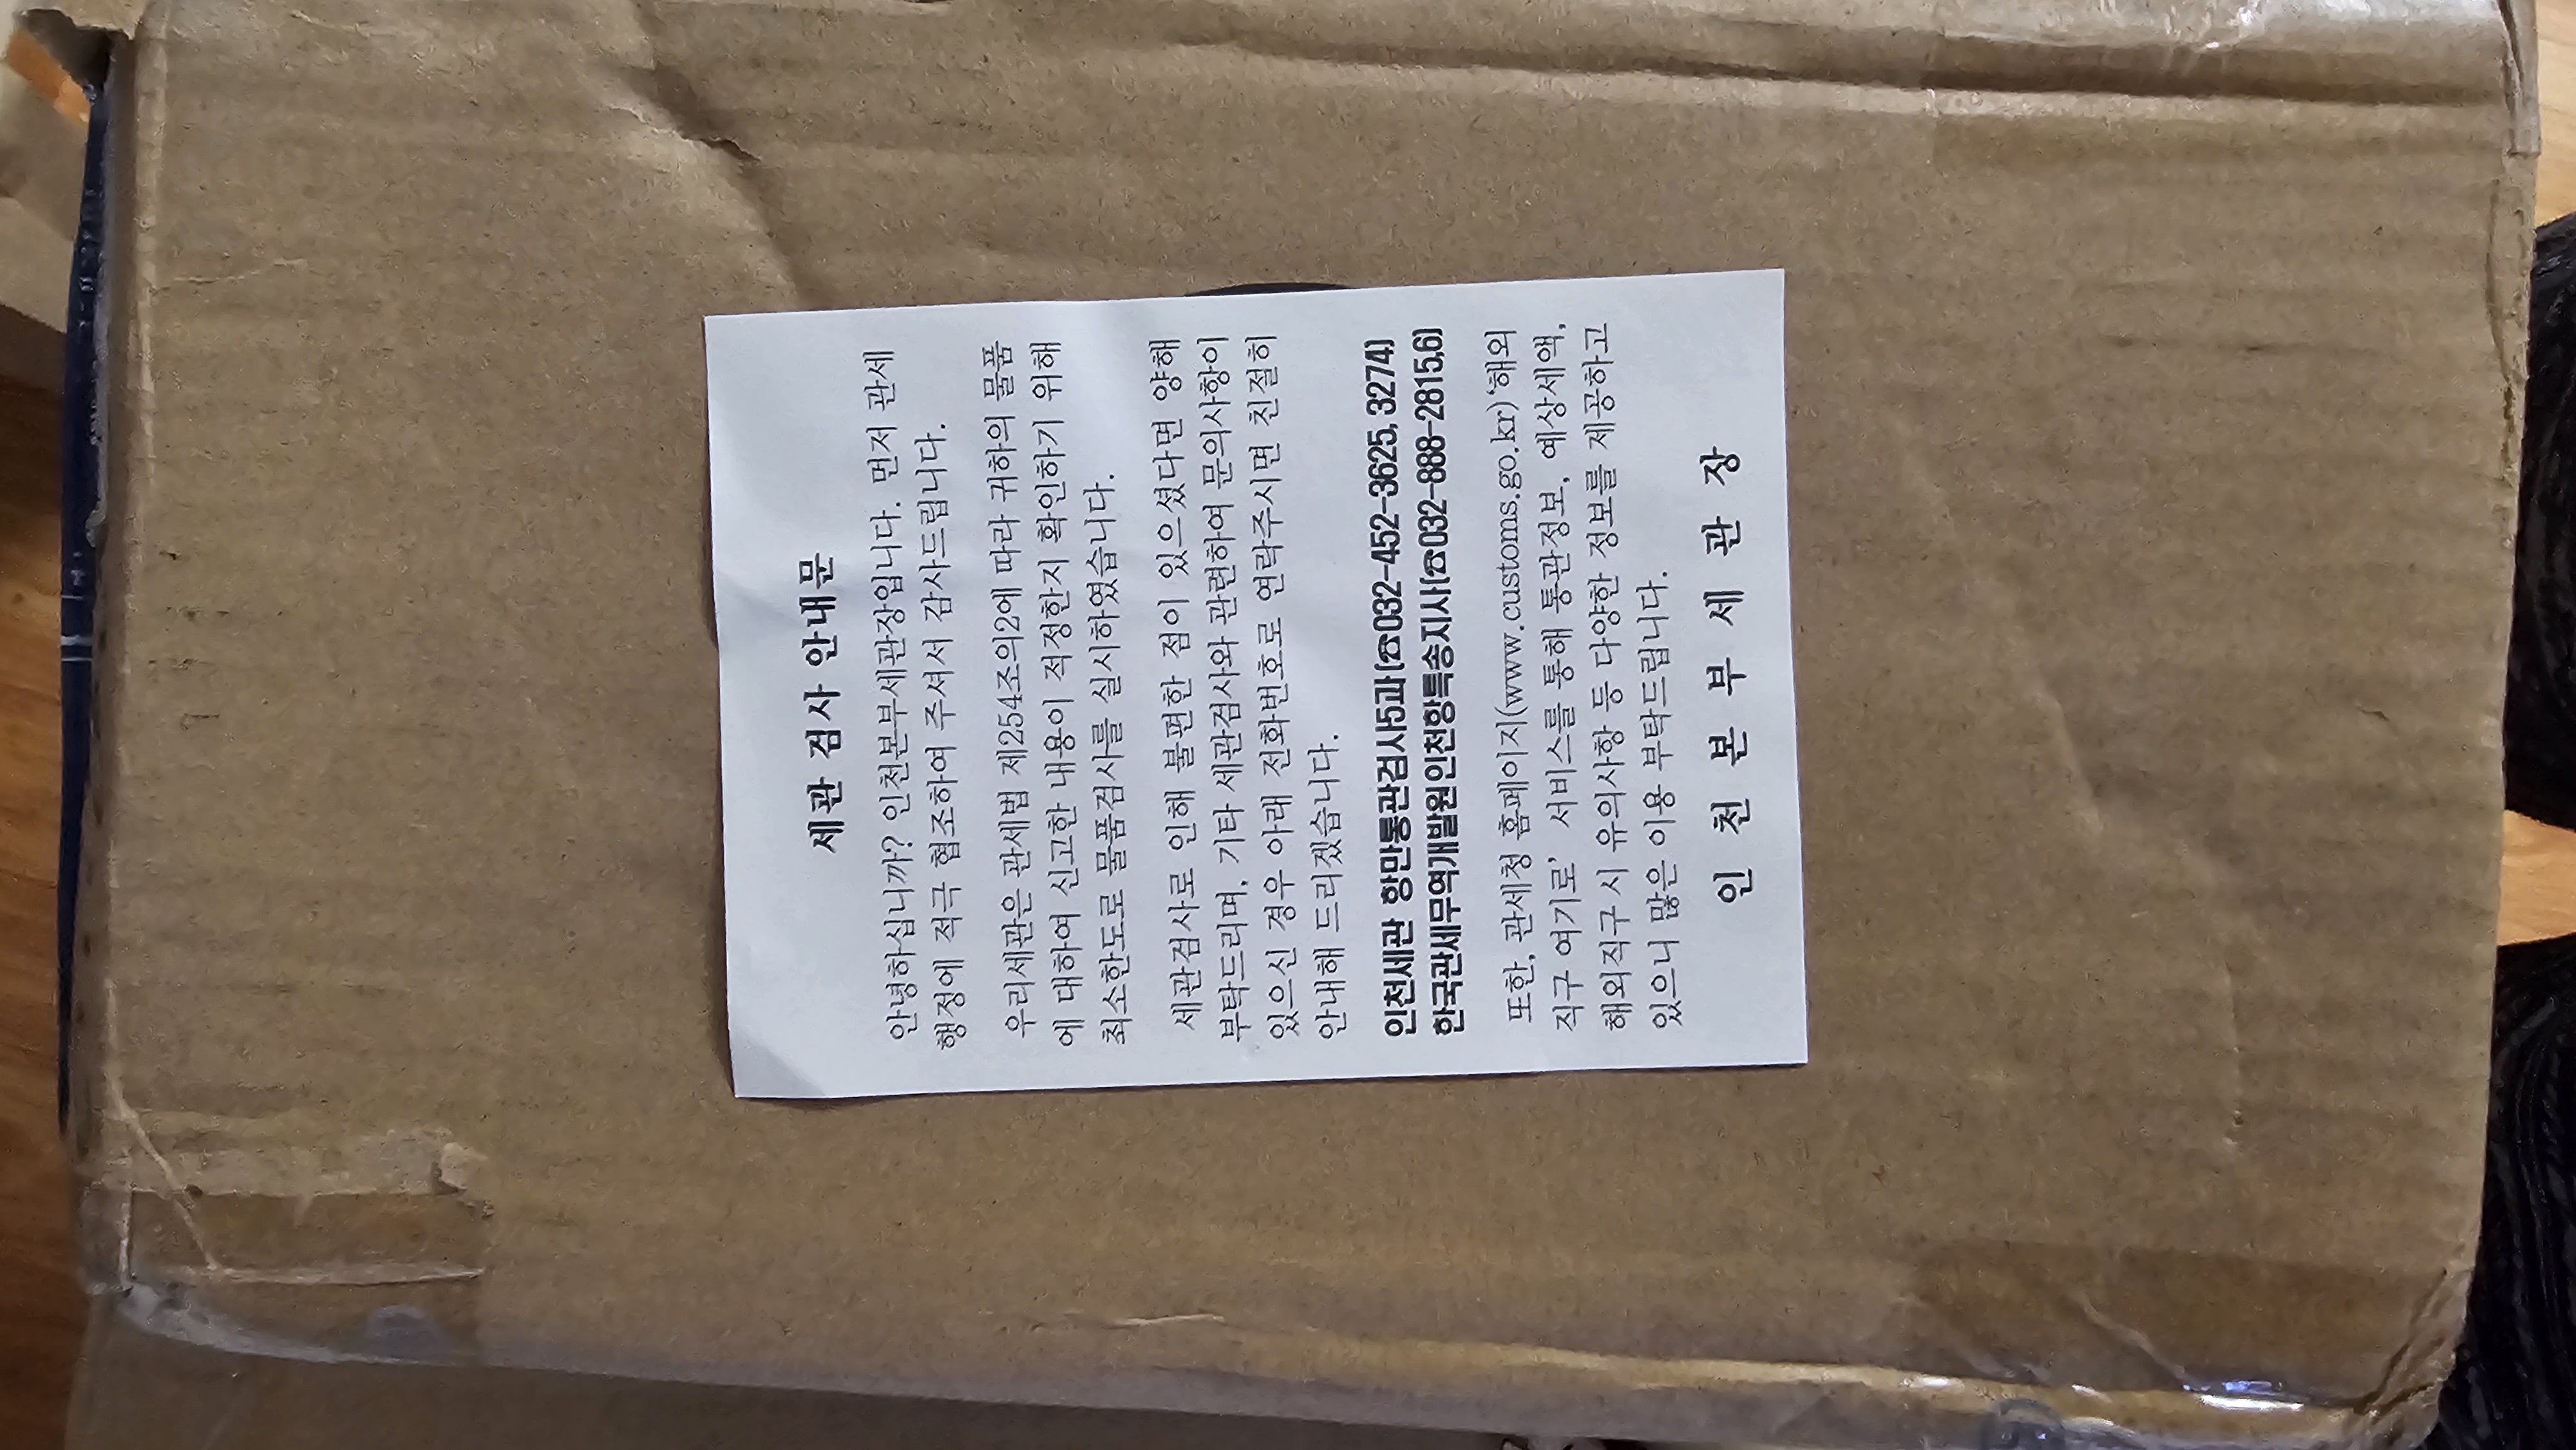 세관 검사 안내문
안녕하십니까? 인천본부세관장입니다. 먼저 관세
행정에 적극 협조하여 주셔서 감사드립니다.
우리세관은 관세법 제254조의2에 따라 귀하의 물품
에 대하여 신고한 내용이 적정한지 확인하기 위해
최소한도로 물품검사를 실시하였습니다.
세관검사로 인해 불편한 점이 있으셨다면 양해
부탁드리며, 기타 세관검사와 관련하여 문의사항이
있으신 경우 아래 전화번호로 연락주시면 친절히
안내해 드리겠습니다.
인천세관 항만통관검사5과(☎032-452-3625, 3274)
한국관세무역개발원인천항특송지사(☎032-888-2815,6)
또한, 관세청 홈페이지(www.customs.go.kr)‘해외
직구 여기로’ 서비스를 통해 통관정보, 예상세액,
해외직구 시 유의사항 등 다양한 정보를 제공하고
있으니 많은 이용 부탁드립니다.
인 천 본 부 세 관 장